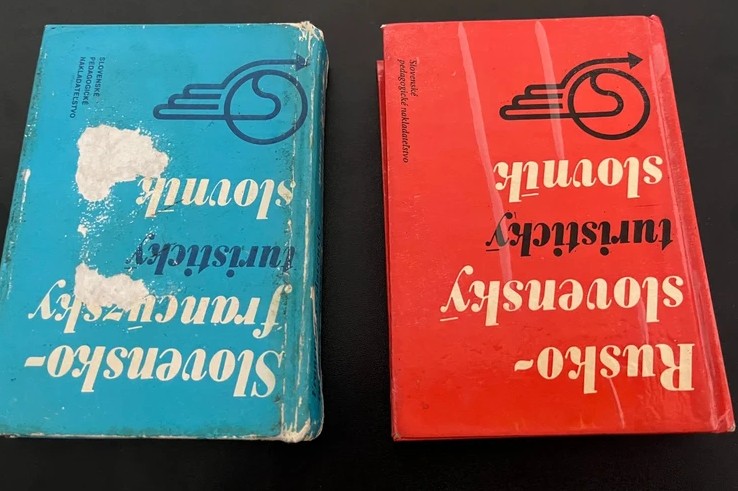 Slovensko-
francúzsky
turistický
slovník
SLOVENSKÉ
PEDAGOGICKÉ
NAKLADATEĽSTVO
Rusko-
slovenský
turistický
slovník
Slovenské
pedagogické nakladateľstvo